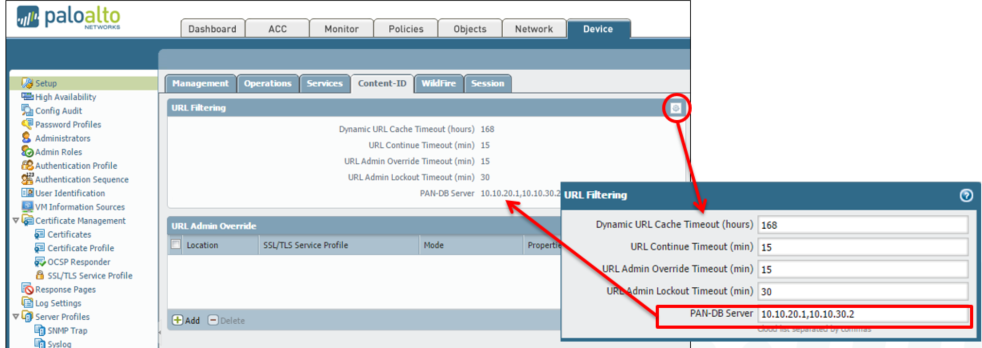 paloalto
NETWORKS
Dashboard ACC Monitor Policies Objects Network Device
Setup
High Availability
Config Audit
Password Profiles
Administrators
Admin Roles
Authentication Profile
Authentication Sequence
User Identification
VM Information Sources
Certificate Management
Certificates
Certificate Profile
OCSP Responder
SSL/TLS Service Profile
Response Pages
Log Settings
Server Profiles
SNMP Trap
Syslog
Management Operations Services Content-ID WildFire Session
URL Filtering
Dynamic URL Cache Timeout (hours) 168
URL Continue Timeout (min) 15
URL Admin Override Timeout (min) 15
URL Admin Lockout Timeout (min) 30
PAN-DB Server 10.10.20.1,10.10.30.2
URL Admin Override
Location SSL/TLS Service Profile Mode Propertie
Add Delete
URL Filtering
Dynamic URL Cache Timeout (hours) 168
URL Continue Timeout (min) 15
URL Admin Override Timeout (min) 15
URL Admin Lockout Timeout (min) 30
PAN-DB Server 10.10.20.1,10.10.30.2
cloud list separated by commas